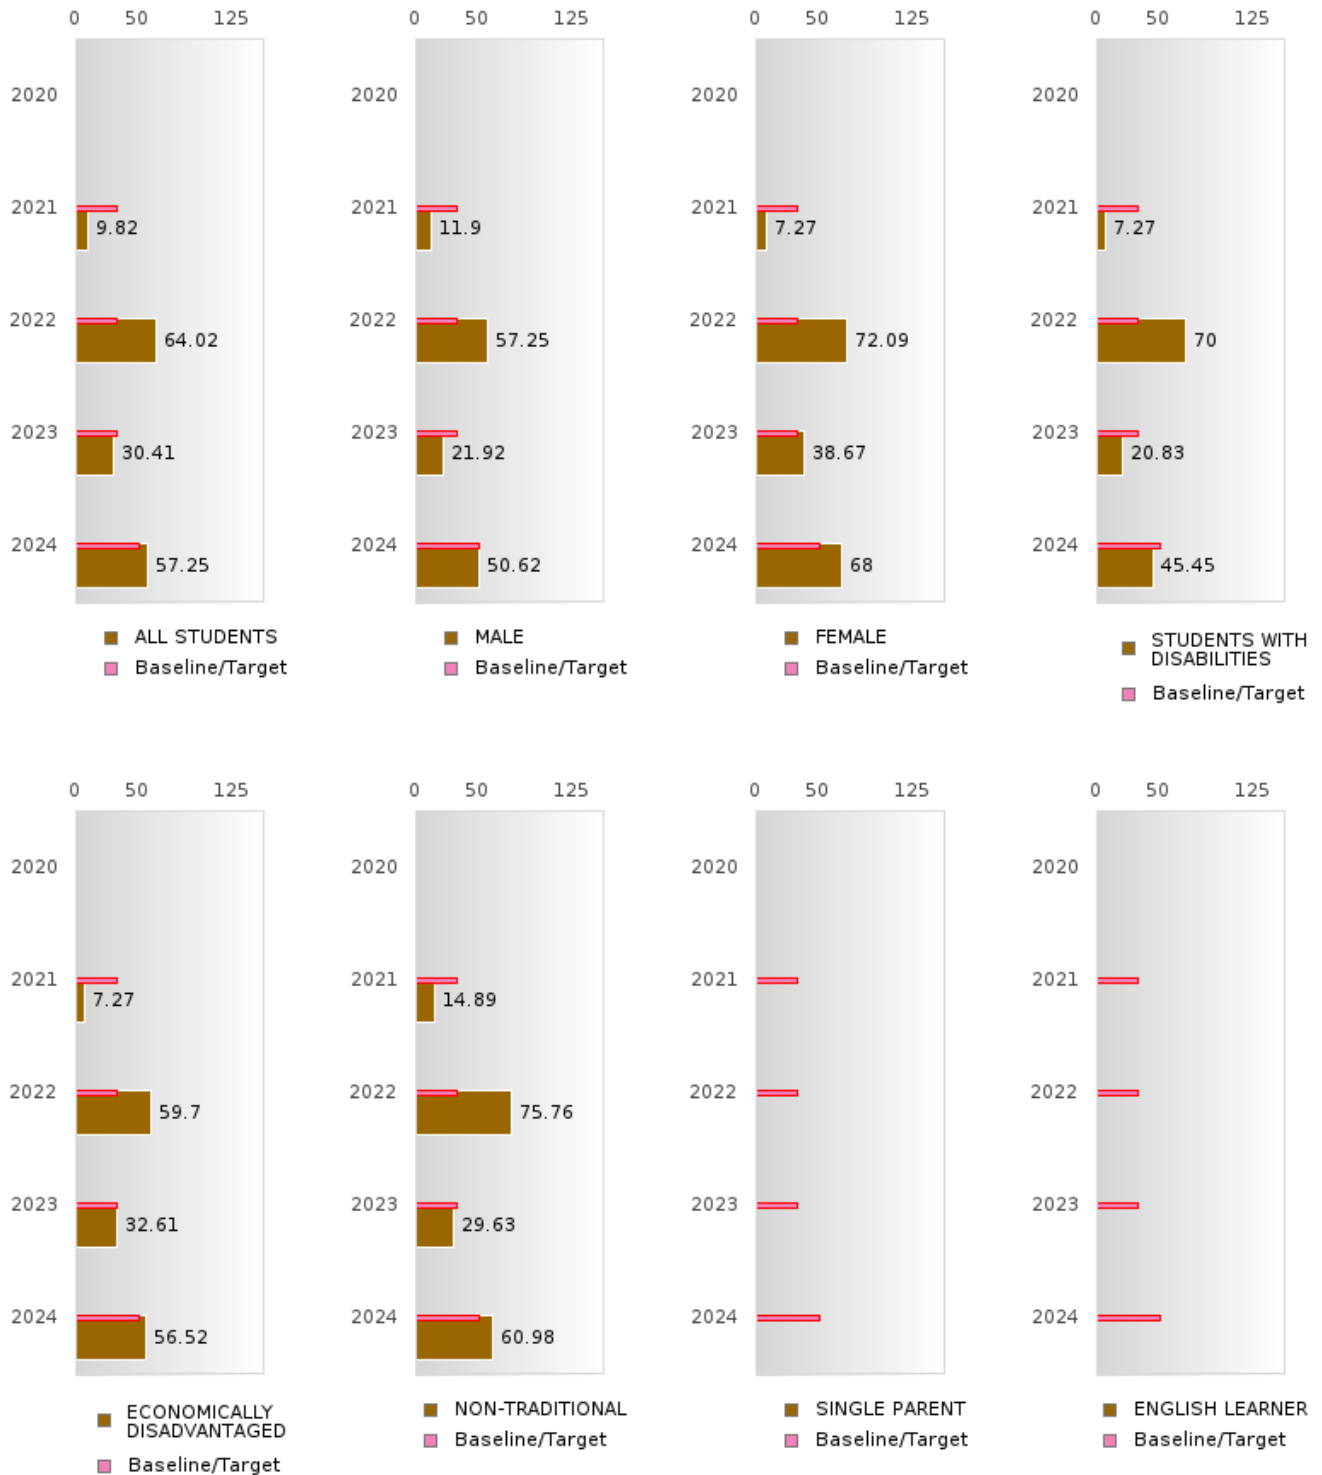 0 50 125 0 50 125 0 50 125 0 50 125
2020 2020 2020 2020
2021 2021 2021 2021
9.82 11.9 7.27 7.27
2022 2022 2022 2022
64.02 57.25 72.09 70
2023 2023 2023 2023
30.41 21.92 38.67 20.83
2024 2024 2024 2024
57.25 50.62 68 45.45
ALL STUDENTS MALE FEMALE STUDENTS WITH
DISABILITIES
Baseline/Target Baseline/Target Baseline/Target Baseline/Target
0 50 125 0 50 125 0 50 125 0 50 125
2020 2020 2020 2020
2021 2021 2021 2021
7.27 14.89
2022 2022 2022 2022
59.7 75.76
2023 2023 2023 2023
32.61 29.63
2024 2024 2024 2024
56.52 60.98
ECONOMICALLY NON-TRADITIONAL SINGLE PARENT ENGLISH LEARNER
DISADVANTAGED
Baseline/Target Baseline/Target Baseline/Target Baseline/Target